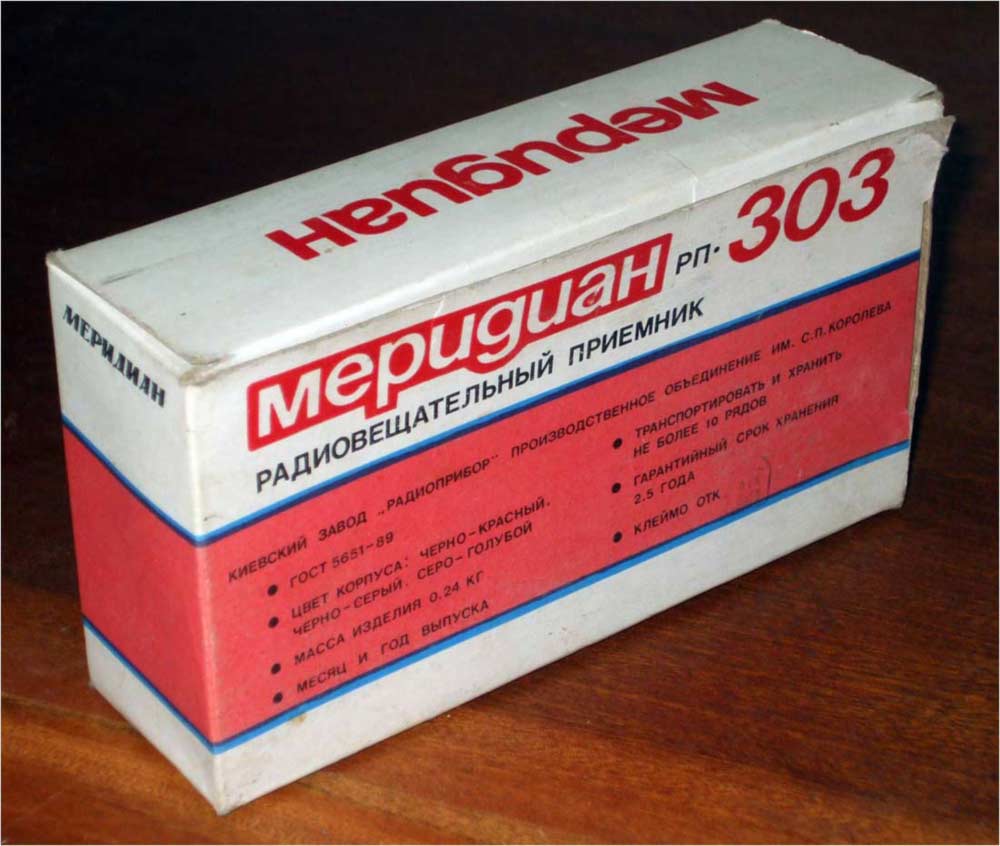 меридиан
МЕРИДИАН
меридиан РП·303
РАДИОВЕЩАТЕЛЬНЫЙ ПРИЕМНИК
КИЕВСКИЙ ЗАВОД „РАДИОПРИБОР" ПРОИЗВОДСТВЕННОЕ ОБЪЕДИНЕНИЕ ИМ. С.П. КОРОЛЕВА
• ГОСТ 5651-89
• ЦВЕТ КОРПУСА: ЧЕРНО-КРАСНЫЙ.
ЧЕРНО-СЕРЫЙ. СЕРО-ГОЛУБОЙ
• МАССА ИЗДЕЛИЯ 0.24 КГ
• МЕСЯЦ И ГОД ВЫПУСКА
• ТРАНСПОРТИРОВАТЬ И ХРАНИТЬ
НЕ БОЛЕЕ 10 РЯДОВ
• ГАРАНТИЙНЫЙ СРОК ХРАНЕНИЯ
2.5 ГОДА
• КЛЕЙМО ОТК